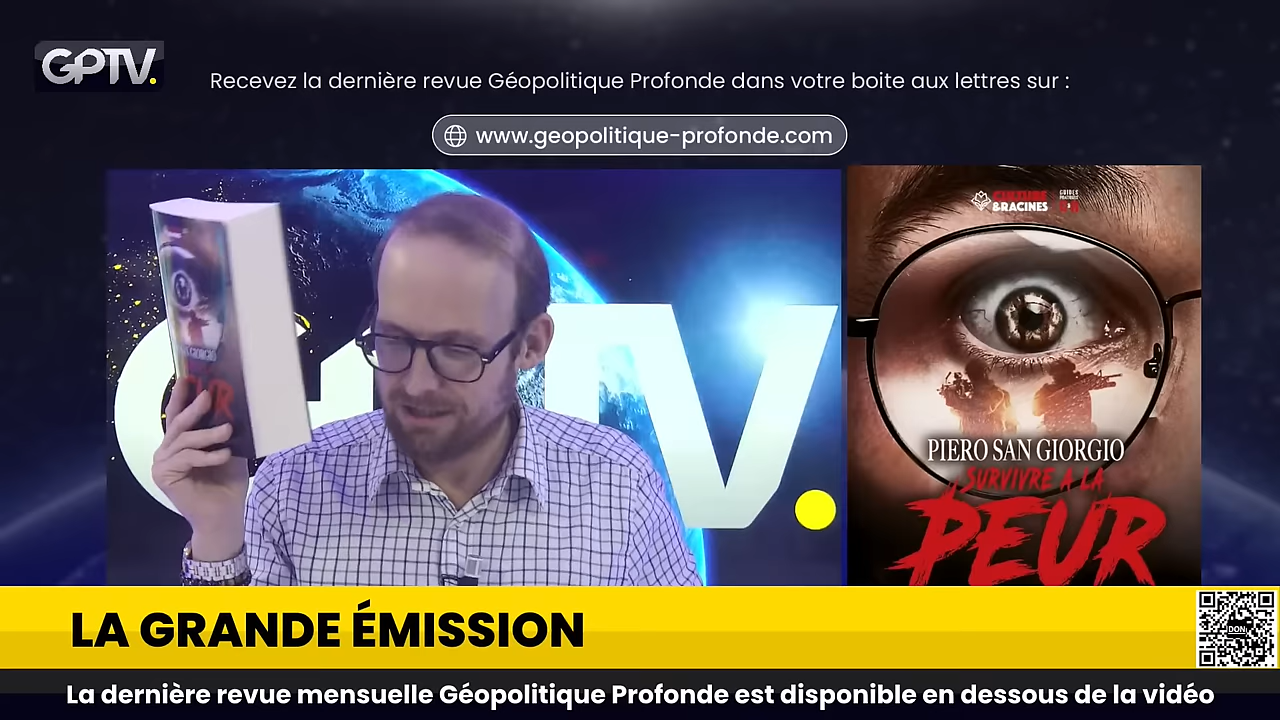 GPTV.
Recevez la dernière revue Géopolitique Profonde dans votre boite aux lettres sur :
www.geopolitique-profonde.com
CULTURE
&RACINES
GUIDES
PIERO SAN GIORGIO
SURVIVRE A LA
PEUR
LA GRANDE ÉMISSION
DON
La dernière revue mensuelle Géopolitique Profonde est disponible en dessous de la vidéo